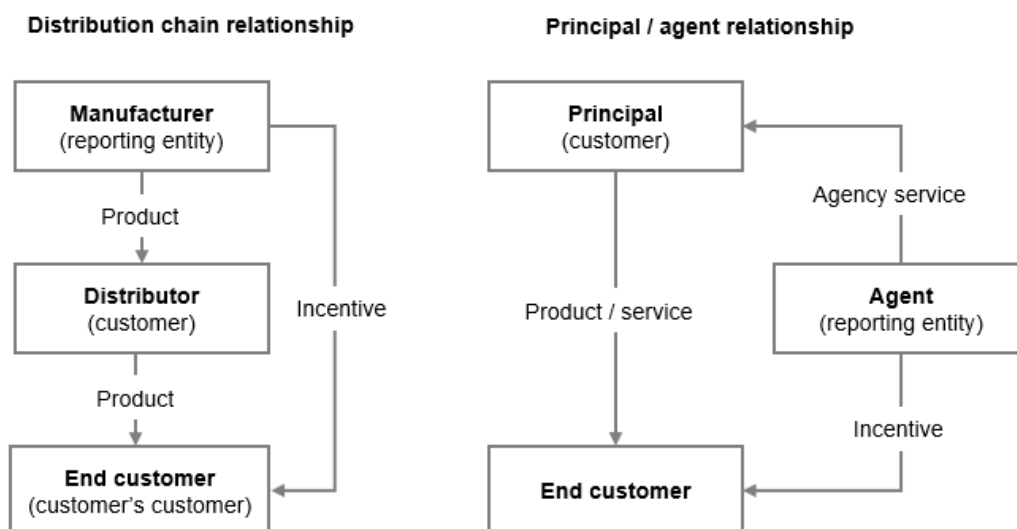 Distribution chain relationship
Manufacturer
(reporting entity)
Product
Distributor
(customer)
Incentive
Product
End customer
(customer's customer)
Principal / agent relationship
Principal
(customer)
Agency service
Agent
(reporting entity)
Product / service
Incentive
End customer